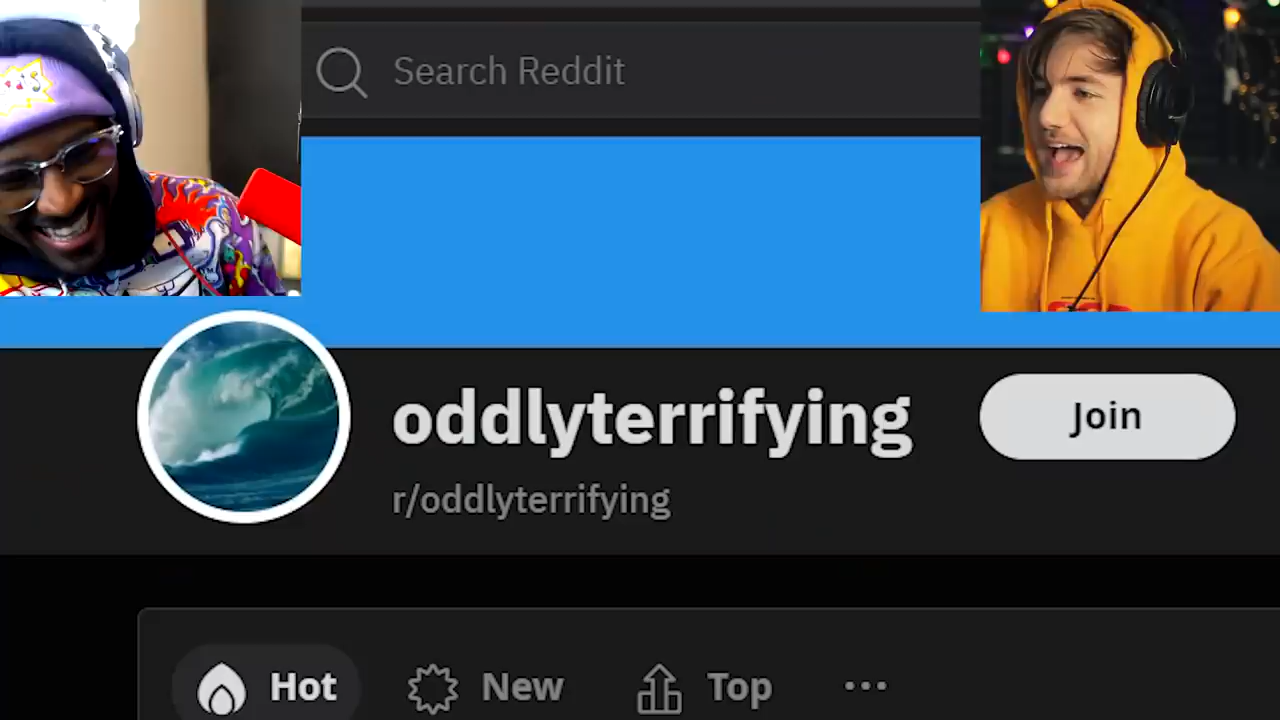 Search Reddit
oddlyterrifying
Join
r/oddlyterrifying
Hot
New
Top
...